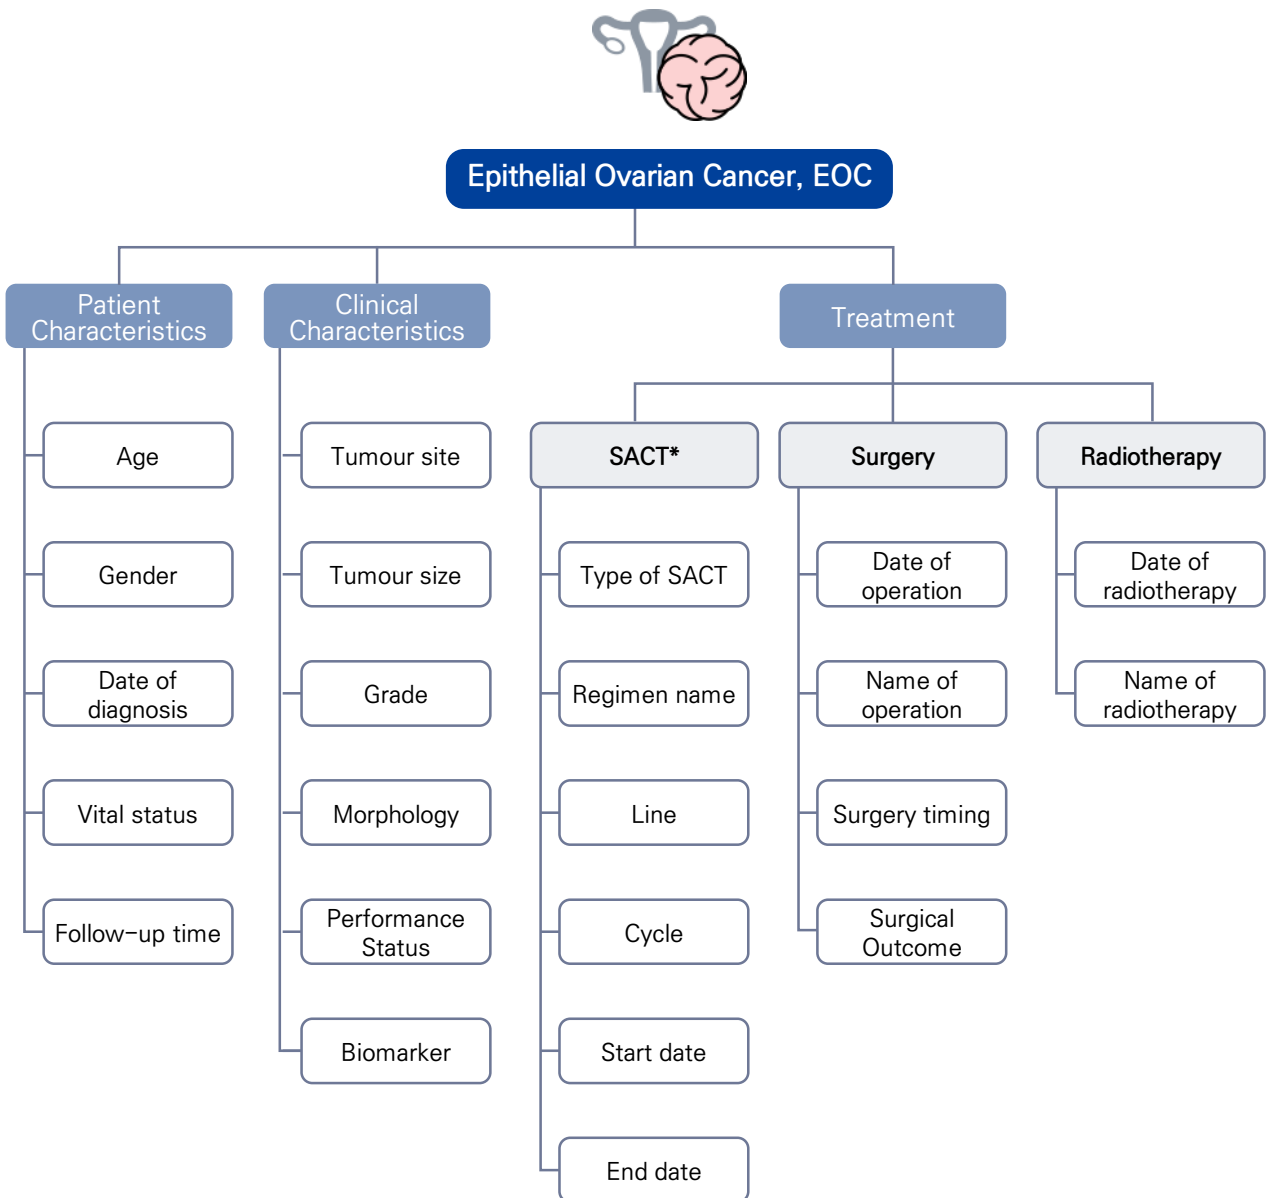 Epithelial Ovarian Cancer, EOC
Patient
Characteristics
Clinical
Characteristics
Treatment
Age
Gender
Date of
diagnosis
Vital status
Follow-up time
Tumour site
Tumour size
Grade
Morphology
Performance
Status
Biomarker
SACT*
Type of SACT
Regimen name
Line
Cycle
Start date
End date
Surgery
Date of
operation
Name of
operation
Surgery timing
Surgical
Outcome
Radiotherapy
Date of
radiotherapy
Name of
radiotherapy